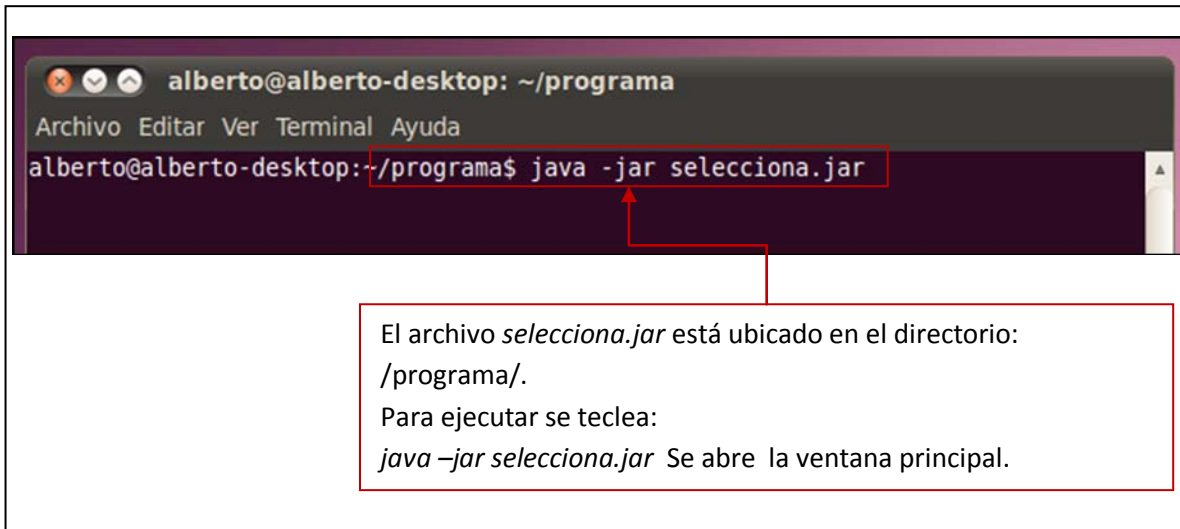 alberto@alberto-desktop: ~/programa
Archivo Editar Ver Terminal Ayuda
alberto@alberto-desktop:~/programa$ java -jar selecciona.jar
El archivo selecciona.jar está ubicado en el directorio:
/programa/.
Para ejecutar se teclea:
java –jar selecciona.jar Se abre la ventana principal.